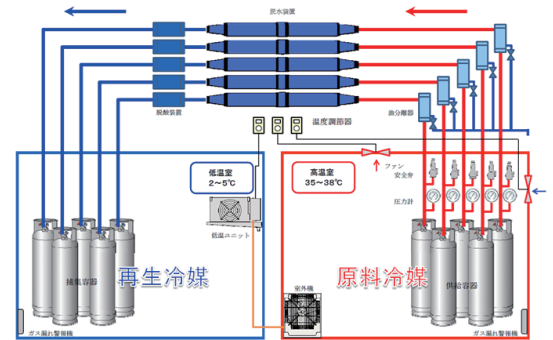 脱水装置
脱酸装置
油分離器
温度調節器
低温室
2～5℃
高温室
35～38℃
ファン
安全弁
圧力計
低温ユニット
捕集容器
再生冷媒
室外機
原料冷媒
供給容器
ガス漏れ警報機
ガス漏れ警報機